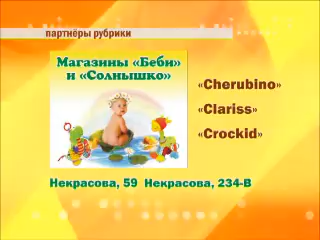 партнёры рубрики
Магазины «Беби»
и «Солнышко»
«Cherubino»
«Clariss»
«Crockid»
Некрасова, 59 Некрасова, 234-В